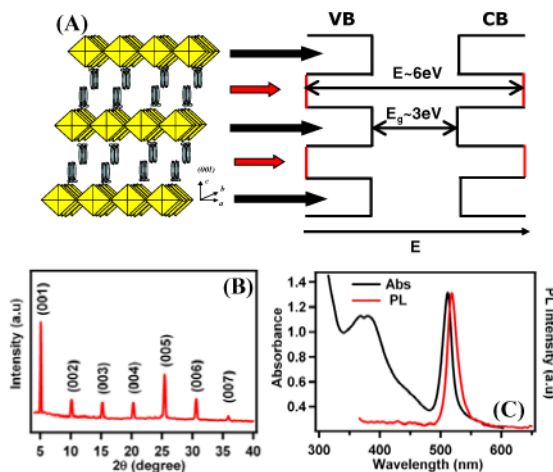 (A)
VB CB
E~6eV
Eg~3eV
(001)
c
b
a
E
(B)
Intensity (a.u)
(001)
(002)
(003)
(004)
(005)
(006)
(007)
5 10 15 20 25 30 35 40
2θ (degree)
(C)
Abs
PL
Absorbance
1.4
1.2
1.0
0.8
0.6
0.4
300 400 500 600
Wavelength (nm)
PL Intensity (a.u)